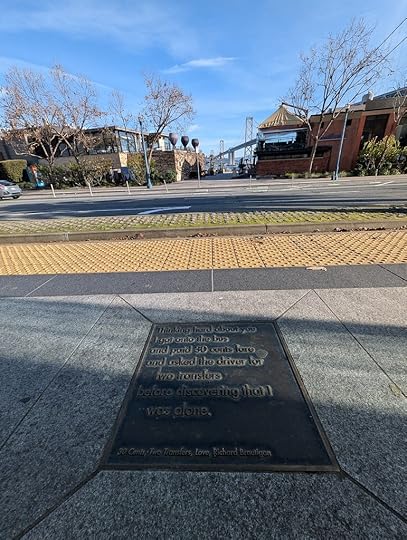 Thinking hard about you
I got onto the bus
and paid 30 cents fare
and asked the driver for
two transfers
before discovering that I
was alone.
30 Cents, Two Transfers, Love, Richard Brautigan